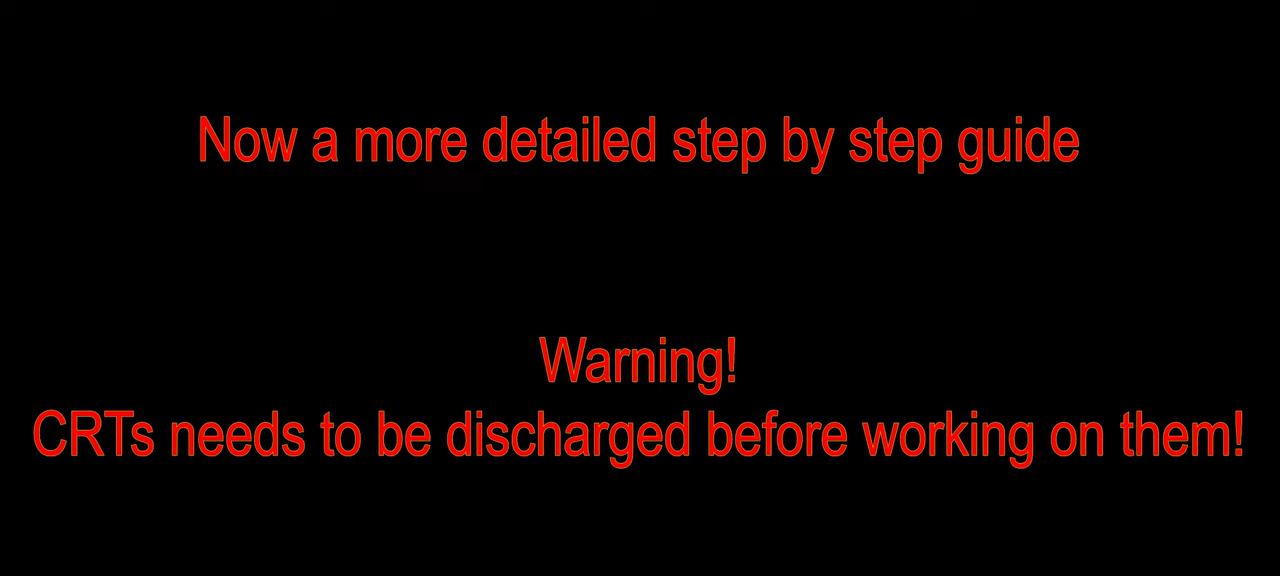 Now a more detailed step by step guide
Warning!
CRTs needs to be discharged before working on them!